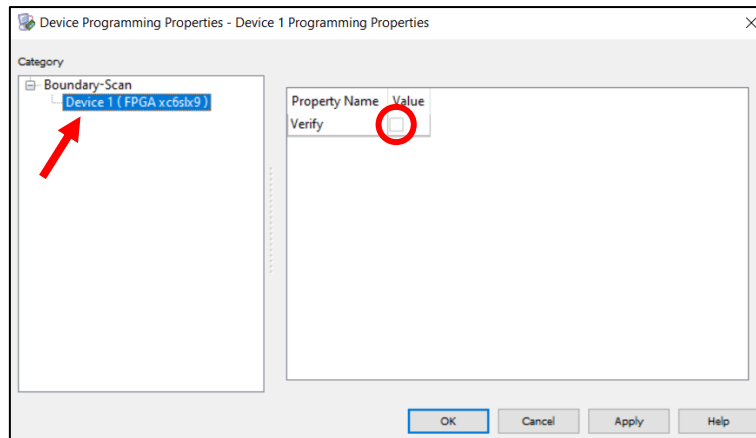 Device Programming Properties - Device 1 Programming Properties
Category
Boundary-Scan
Device 1 ( FPGA xc6slx9 )
Property Name Value
Verify
OK Cancel Apply Help